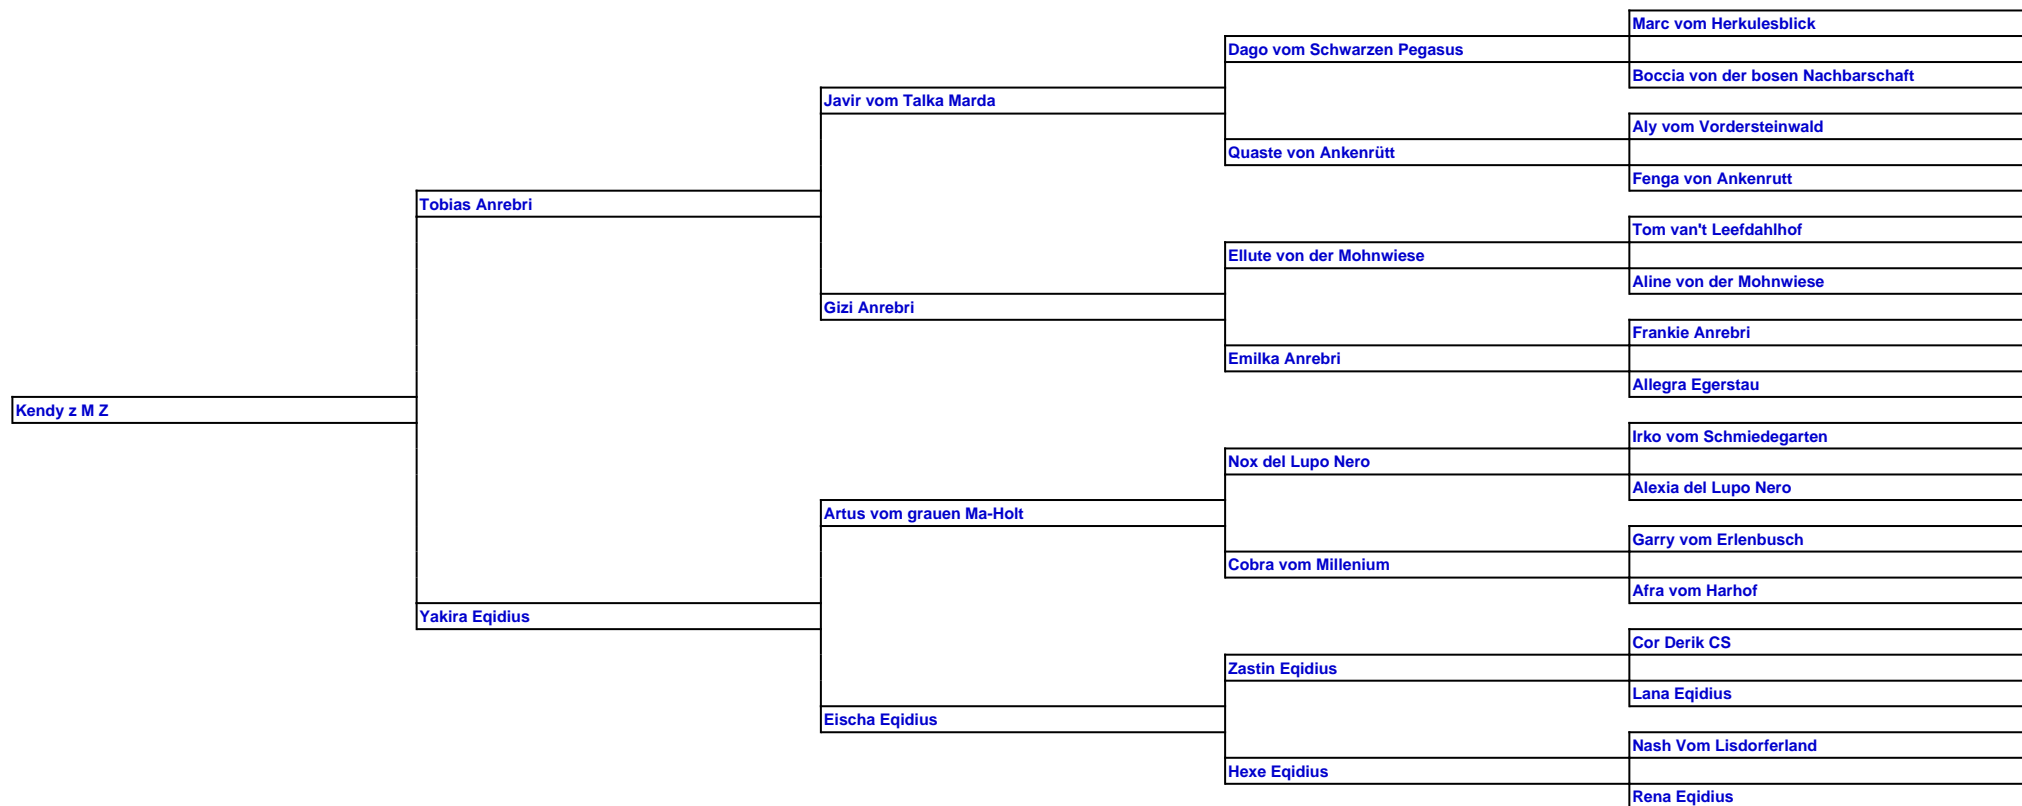 Marc vom Herkulesblick
Dago vom Schwarzen Pegasus
Boccia von der bosen Nachbarschaft
Javir vom Talka Marda
Aly vom Vordersteinwald
Quaste von Ankenrütt
Fenga von Ankenrutt
Tobias Anrebri
Tom van't Leefdahlhof
Ellute von der Mohnwiese
Aline von der Mohnwiese
Gizi Anrebri
Frankie Anrebri
Emilka Anrebri
Allegra Egerstau
Kendy z M Z
Irko vom Schmiedegarten
Nox del Lupo Nero
Alexia del Lupo Nero
Artus vom grauen Ma-Holt
Garry vom Erlenbusch
Cobra vom Millenium
Afra vom Harhof
Yakira Eqidius
Cor Derik CS
Zastin Eqidius
Lana Eqidius
Eischa Eqidius
Nash Vom Lisdorferland
Hexe Eqidius
Rena Eqidius